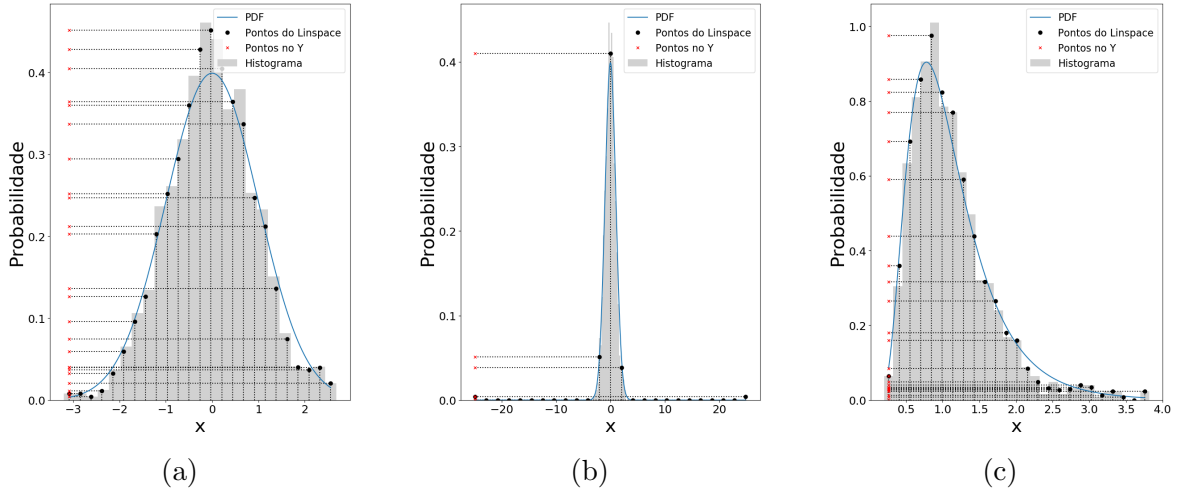 PDF
Pontos do Linspace
Pontos no Y
Histograma
Probabilidade
0.4
0.3
0.2
0.1
0.0
−3 −2 −1 0 1 2
x
(a)
PDF
Pontos do Linspace
Pontos no Y
Histograma
Probabilidade
0.4
0.3
0.2
0.1
0.0
−20 −10 0 10 20
x
(b)
PDF
Pontos do Linspace
Pontos no Y
Histograma
Probabilidade
1.0
0.8
0.6
0.4
0.2
0.0
0.5 1.0 1.5 2.0 2.5 3.0 3.5 4.0
x
(c)